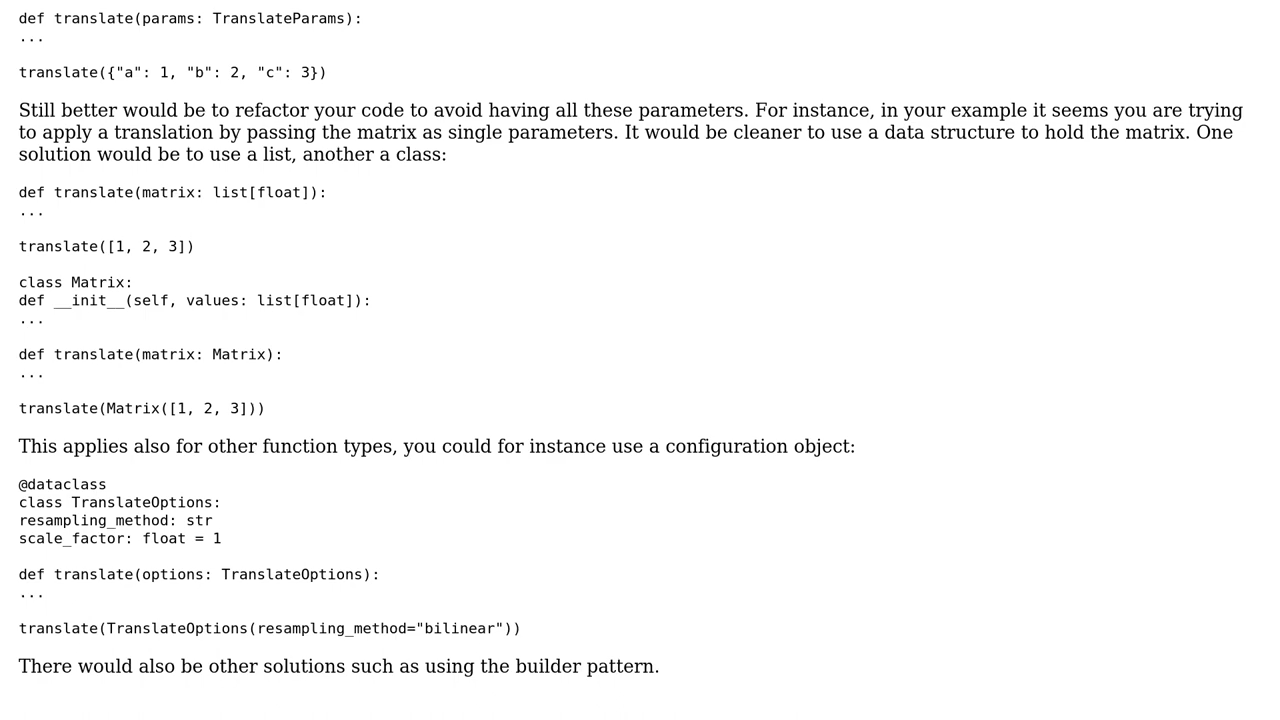 def translate(params: TranslateParams):
...
translate({"a": 1, "b": 2, "c": 3})
Still better would be to refactor your code to avoid having all these parameters. For instance, in your example it seems you are trying
to apply a translation by passing the matrix as single parameters. It would be cleaner to use a data structure to hold the matrix. One
solution would be to use a list, another a class:
def translate(matrix: list[float]):
...
translate([1, 2, 3])
class Matrix:
def __init__(self, values: list[float]):
...
def translate(matrix: Matrix):
...
translate(Matrix([1, 2, 3]))
This applies also for other function types, you could for instance use a configuration object:
@dataclass
class TranslateOptions:
resampling_method: str
scale_factor: float = 1
def translate(options: TranslateOptions):
...
translate(TranslateOptions(resampling_method="bilinear"))
There would also be other solutions such as using the builder pattern.